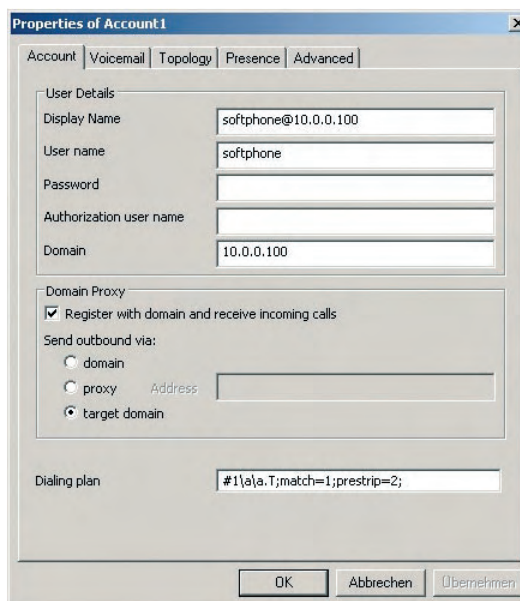 Properties of Account1
Account Voicemail Topology Presence Advanced
User Details
Display Name softphone@10.0.0.100
User name softphone
Password
Authorization user name
Domain 10.0.0.100
Domain Proxy
Register with domain and receive incoming calls
Send outbound via:
domain
proxy Address
target domain
Dialing plan #1\a\a.T;match=1;prestrip=2;
OK Abbrechen Übernehmen